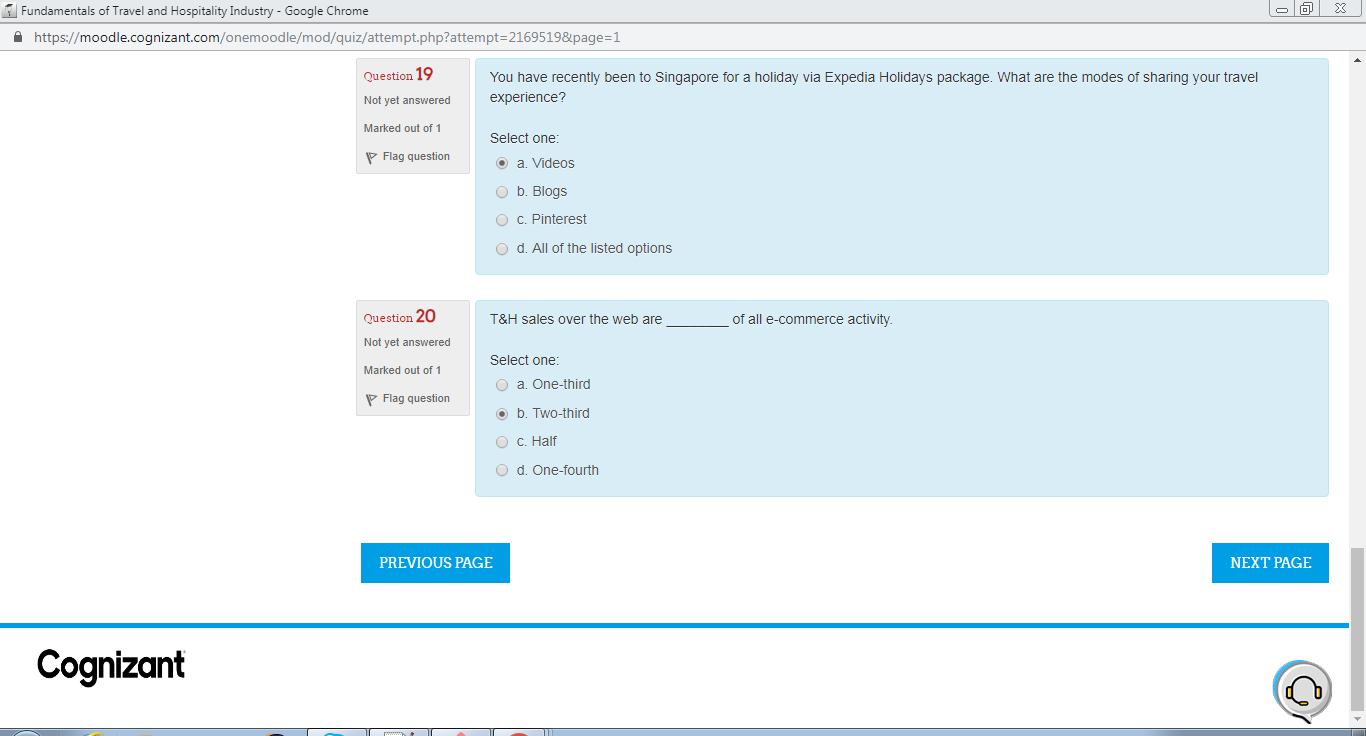 Fundamentals of Travel and Hospitality Industry - Google Chrome
https://moodle.cognizant.com/onemoodle/mod/quiz/attempt.php?attempt=2169519&page=1
Question 19
Not yet answered
Marked out of 1
Flag question
You have recently been to Singapore for a holiday via Expedia Holidays package. What are the modes of sharing your travel
experience?
Select one:
a. Videos
b. Blogs
c. Pinterest
d. All of the listed options
Question 20
Not yet answered
Marked out of 1
Flag question
T&H sales over the web are ________ of all e-commerce activity.
Select one:
a. One-third
b. Two-third
c. Half
d. One-fourth
PREVIOUS PAGE
NEXT PAGE
Cognizant